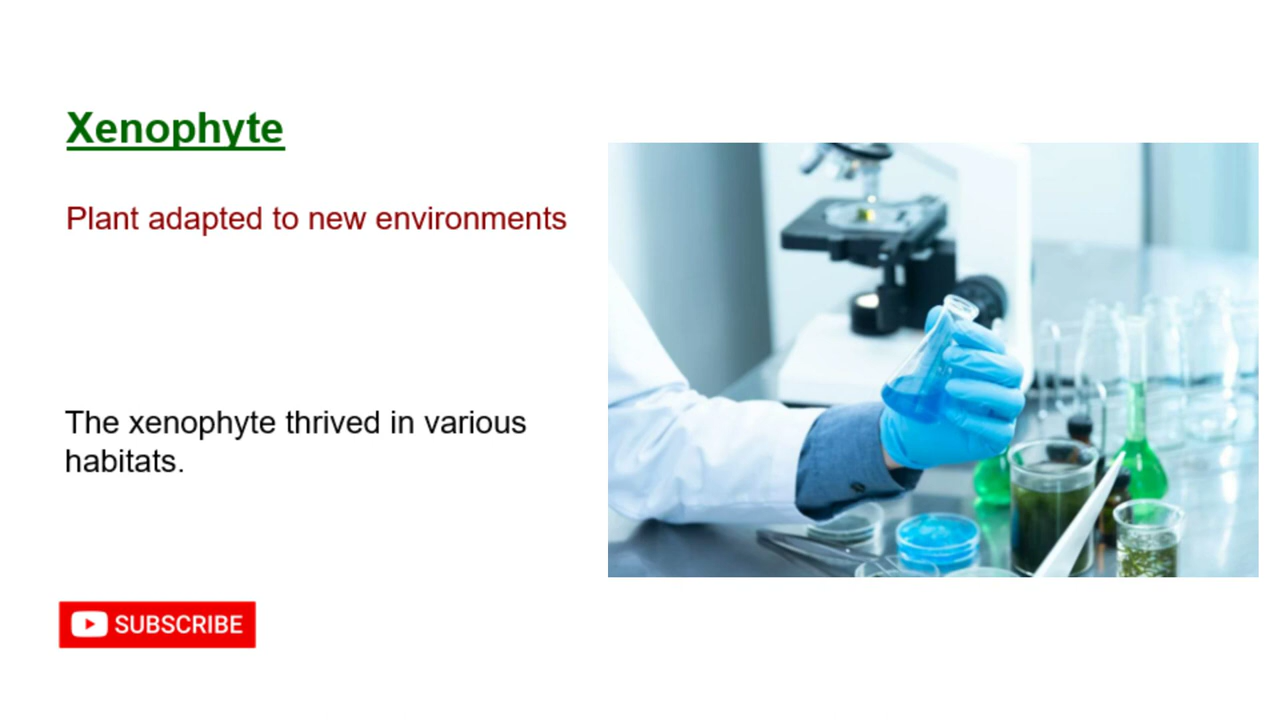 Xenophyte
Plant adapted to new environments
The xenophyte thrived in various
habitats.
SUBSCRIBE